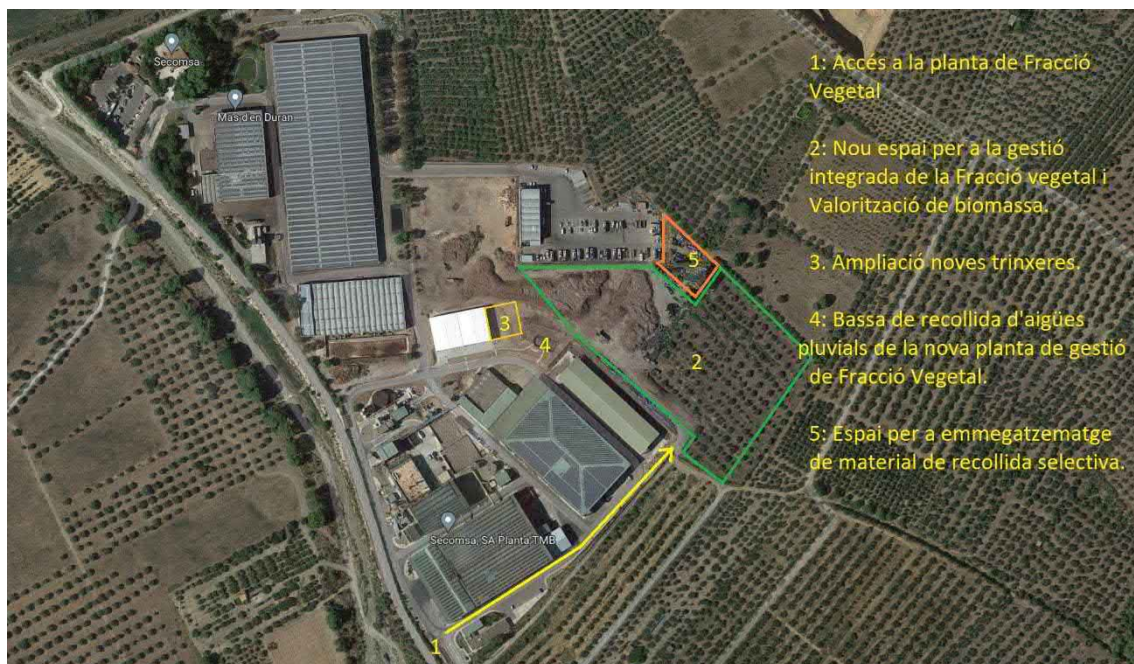 Secomsa
Mas d'en Duran
1: Accés a la planta de Fracció
Vegetal
2: Nou espai per a la gestió
integrada de la Fracció vegetal i
Valorització de biomassa.
3. Ampliació noves trinxeres.
4: Bassa de recollida d'aigües
pluvials de la nova planta de gestió
de Fracció Vegetal.
5: Espai per a emmegatzematge
de material de recollida selectiva.
5
3
4
2
Secomsa, SA Planta TMB
1